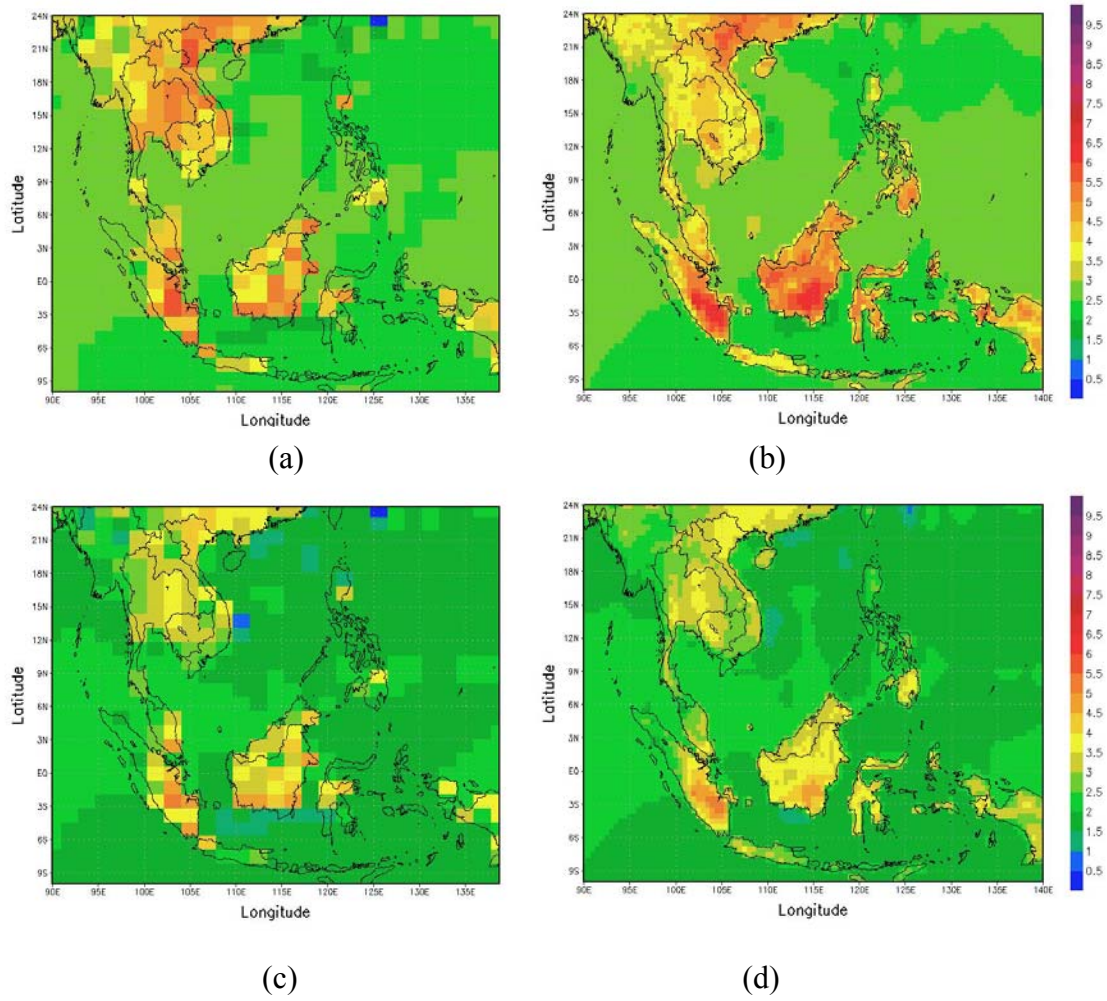 24N
21N
18N
15N
12N
9N
6N
3N
EQ
3S
6S
9S
Latitude
90E 95E 100E 105E 110E 115E 120E 125E 130E 135E
Longitude
(a)
24N
21N
18N
15N
12N
9N
6N
3N
EQ
3S
6S
9S
Latitude
90E 95E 100E 105E 110E 115E 120E 125E 130E 135E 140E
Longitude
(b)
9.5
9
8.5
8
7.5
7
6.5
6
5.5
5
4.5
4
3.5
3
2.5
2
1.5
1
0.5
24N
21N
18N
15N
12N
9N
6N
3N
EQ
3S
6S
9S
Latitude
90E 95E 100E 105E 110E 115E 120E 125E 130E 135E
Longitude
(c)
24N
21N
18N
15N
12N
9N
6N
3N
EQ
3S
6S
9S
Latitude
90E 95E 100E 105E 110E 115E 120E 125E 130E 135E 140E
Longitude
(d)
9.5
9
8.5
8
7.5
7
6.5
6
5.5
5
4.5
4
3.5
3
2.5
2
1.5
1
0.5